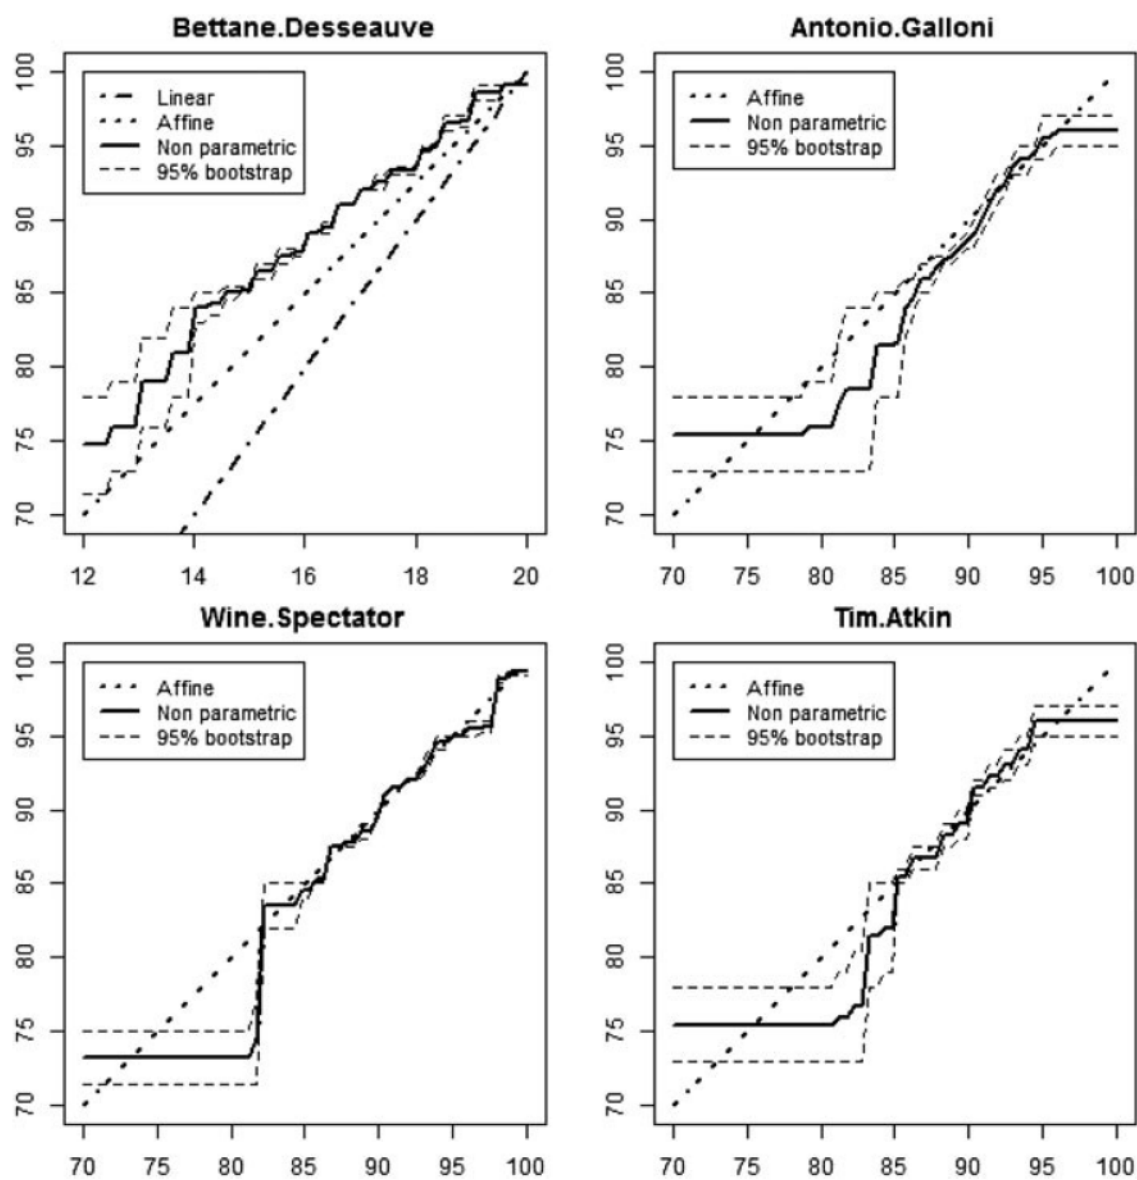 Bettane.Desseauve
100
95
90
85
80
75
70
Linear
Affine
Non parametric
95% bootstrap
12 14 16 18 20
Antonio.Galloni
100
95
90
85
80
75
70
Affine
Non parametric
95% bootstrap
70 75 80 85 90 95 100
Wine.Spectator
100
95
90
85
80
75
70
Affine
Non parametric
95% bootstrap
70 75 80 85 90 95 100
Tim.Atkin
100
95
90
85
80
75
70
Affine
Non parametric
95% bootstrap
70 75 80 85 90 95 100